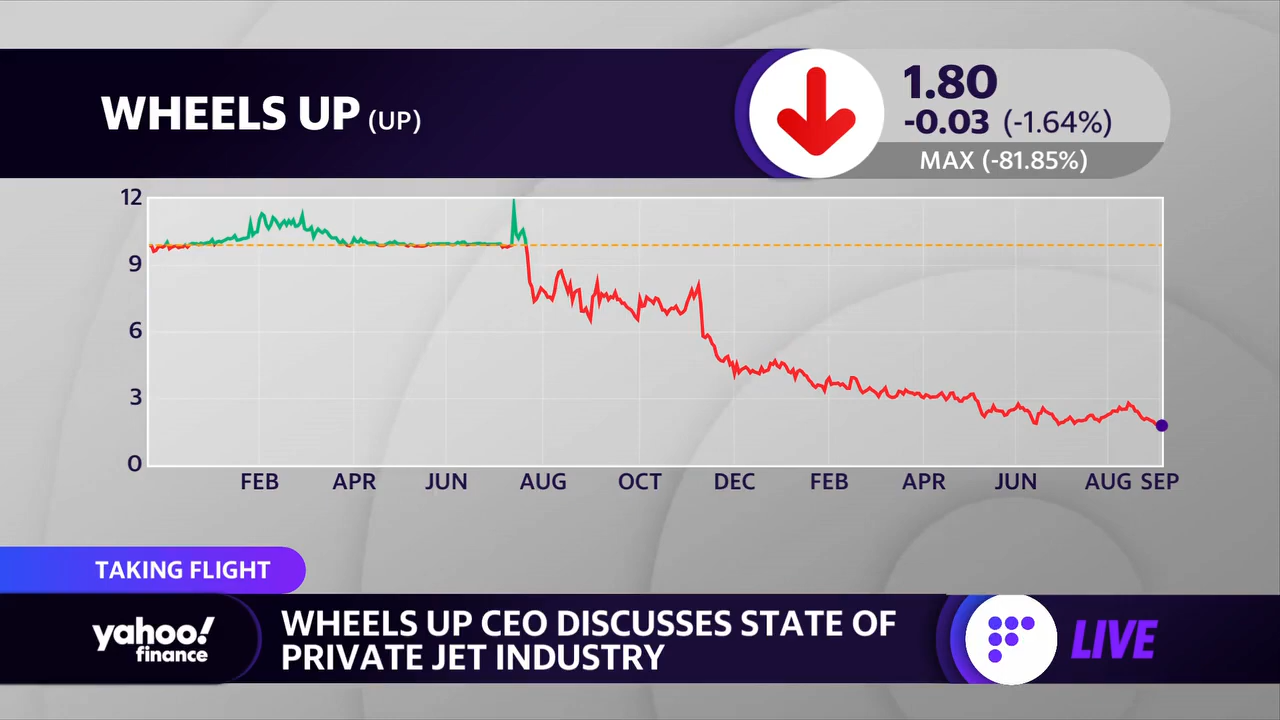 WHEELS UP (UP)
1.80
-0.03 (-1.64%)
MAX (-81.85%)
12
9
6
3
0
FEB APR JUN AUG OCT DEC FEB APR JUN AUG SEP
TAKING FLIGHT
yahoo!
finance
WHEELS UP CEO DISCUSSES STATE OF
PRIVATE JET INDUSTRY
LIVE